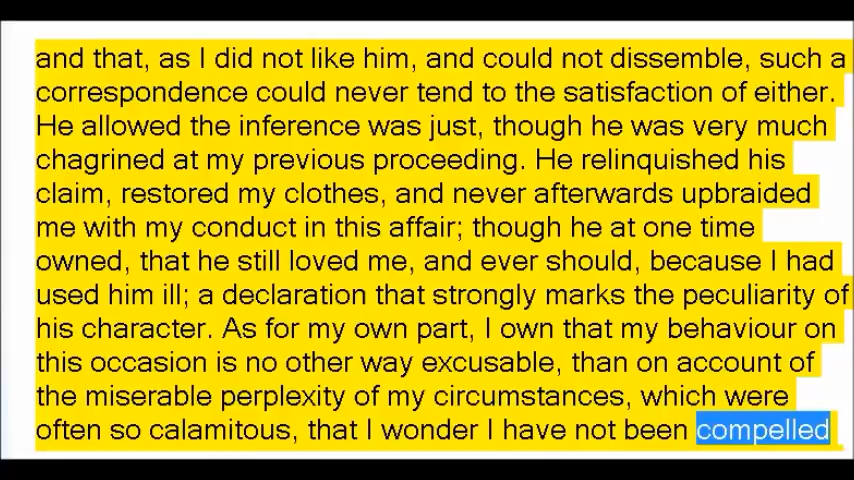 and that, as I did not like him, and could not dissemble, such a
correspondence could never tend to the satisfaction of either.
He allowed the inference was just, though he was very much
chagrined at my previous proceeding. He relinquished his
claim, restored my clothes, and never afterwards upbraided
me with my conduct in this affair; though he at one time
owned, that he still loved me, and ever should, because I had
used him ill; a declaration that strongly marks the peculiarity of
his character. As for my own part, I own that my behaviour on
this occasion is no other way excusable, than on account of
the miserable perplexity of my circumstances, which were
often so calamitous, that I wonder I have not been compelled